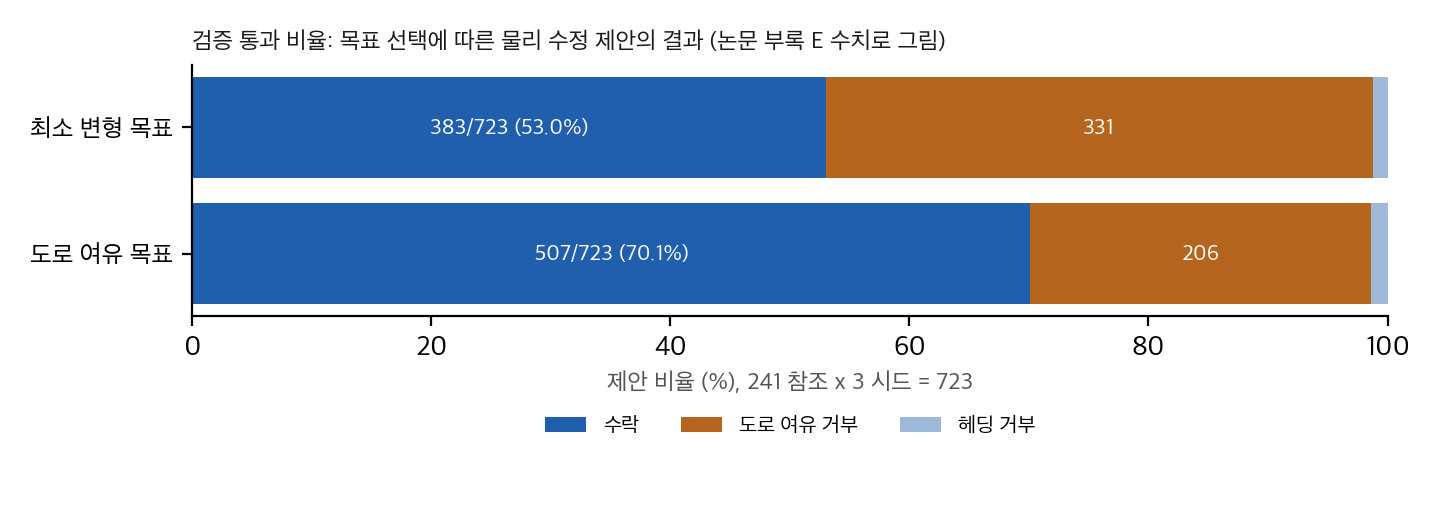 검증 통과 비율: 목표 선택에 따른 물리 수정 제안의 결과 (논문 부록 E 수치로 그림)
최소 변형 목표
383/723 (53.0%)
331
도로 여유 목표
507/723 (70.1%)
206
0 20 40 60 80 100
제안 비율 (%), 241 참조 x 3 시드 = 723
수락 도로 여유 거부 헤딩 거부